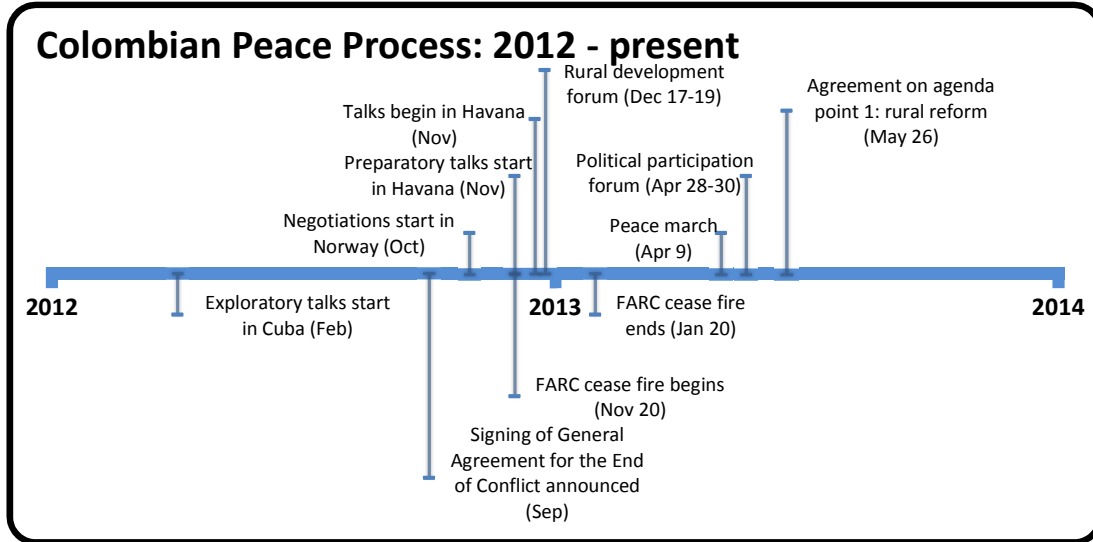 Colombian Peace Process: 2012 - present
Rural development
forum (Dec 17-19)
Agreement on agenda
point 1: rural reform
(May 26)
Talks begin in Havana
(Nov)
Preparatory talks start
in Havana (Nov)
Political participation
forum (Apr 28-30)
Negotiations start in
Norway (Oct)
Peace march
(Apr 9)
2012
2013
2014
Exploratory talks start
in Cuba (Feb)
FARC cease fire
ends (Jan 20)
FARC cease fire begins
(Nov 20)
Signing of General
Agreement for the End
of Conflict announced
(Sep)